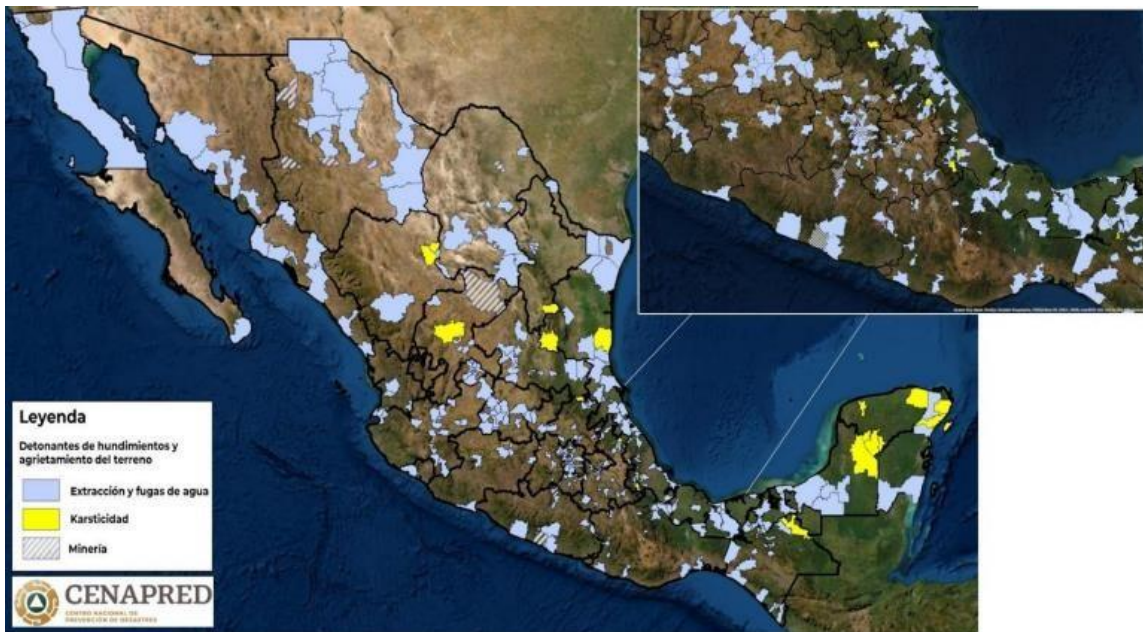 Leyenda
Detonantes de hundimientos y
agrietamiento del terreno
Extracción y fugas de agua
Karsticidad
Minería
CENAPRED
CENTRO NACIONAL DE
PREVENCIÓN DE DESASTRES